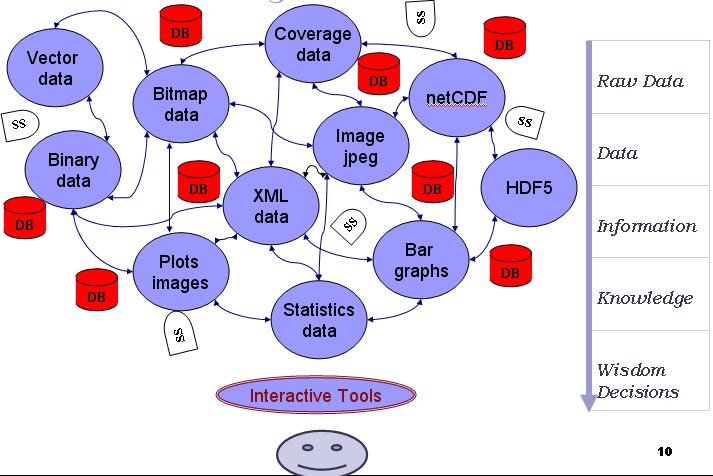 DB
ss
Coverage
data
DB
Vector
data
DB
Raw Data
Bitmap
data
netCDF
ss
ss
Image
jpeg
Data
Binary
data
DB
DB
HDF5
XML
data
DB
ss
Information
Bar
graphs
Plots
images
DB
DB
Knowledge
Statistics
data
ss
Wisdom
Decisions
Interactive Tools
10